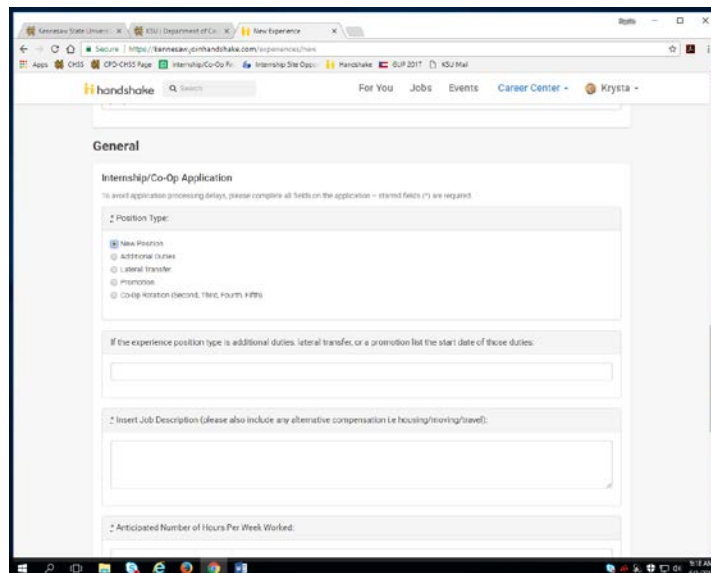 Kennesaw State Univers
KSU | Department of Co
New Experience
Secure | https://kennesaw.joinhandshake.com/experiences/new
Apps CHSS CPD-CHSS Page Internship/Co-Op Internship Site Oppo Handshake GUP 2017 KSU Mail
handshake Search For You Jobs Events Career Center Krysta
General
Internship/Co-Op Application
To avoid application processing delays, please complete all fields on the application – starred fields (*) are required
* Position Type:
New Position
Additional Duties
Lateral Transfer
Promotion
Co-Op Rotation (Second, Third, Fourth, Fifth)
If the experience position type is additional duties, lateral transfer, or a promotion list the start date of those duties:
* Insert Job Description (please also include any alternative compensation i.e housing/moving/travel):
* Anticipated Number of Hours Per Week Worked:
9:18 AM